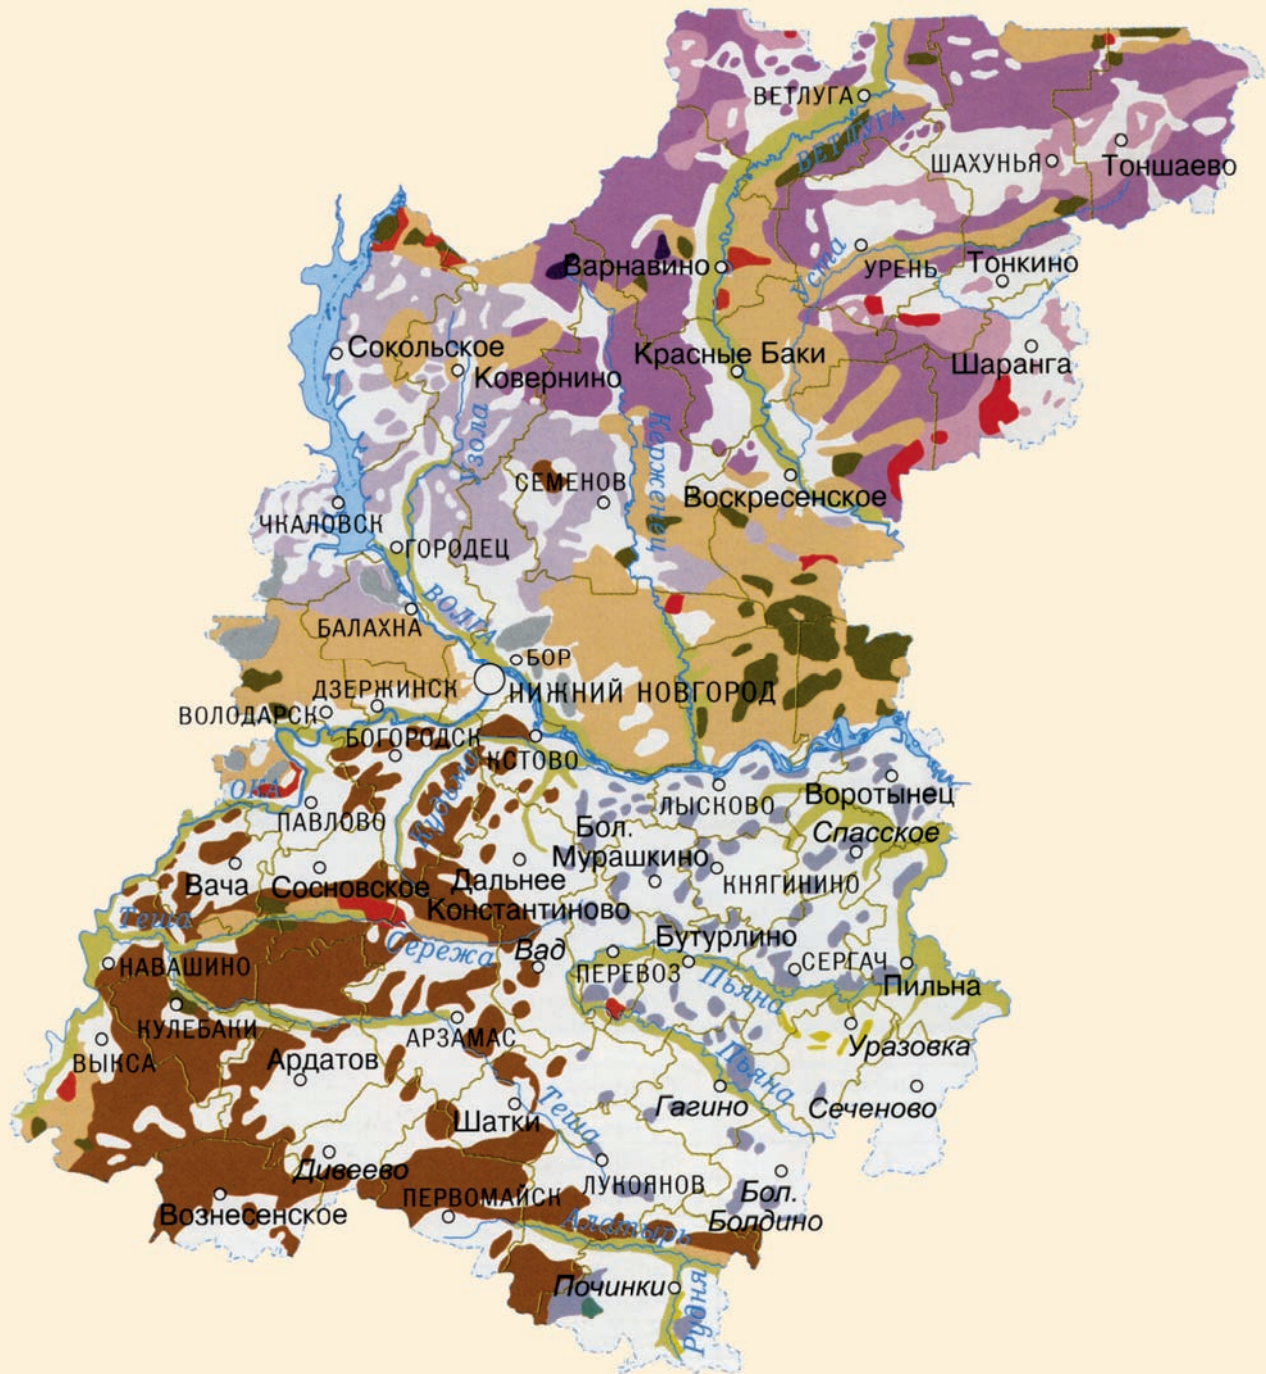 ВЕТЛУГА
ВЕТЛУГА
ШАХУНЬЯ
Тоншаево
Варнавино
Уста
УРЕНЬ
Тонкино
Сокольское
Красные Баки
Шаранга
Ковернино
Узола
Керженец
СЕМЕНОВ
Воскресенское
ЧКАЛОВСК
ГОРОДЕЦ
ВОЛГА
БАЛАХНА
БОР
ДЗЕРЖИНСК
НИЖНИЙ НОВГОРОД
ВОЛОДАРСК
БОГОРОДСК
КСТОВО
ОКА
Кудьма
ПАВЛОВО
ЛЫСКОВО
Воротынец
Спасское
Бол.
Мурашкино
КНЯГИНИНО
Вача
Сосновское
Дальнее
Константиново
Теша
Сережа
Вад
Бутурлино
НАВАШИНО
ПЕРЕВОЗ
СЕРГАЧ
Пьяна
Пильна
КУЛЕБАКИ
АРЗАМАС
Уразовка
ВЫКСА
Ардатов
Пьяна
Гагино
Сеченово
Шатки
Теша
Дивеево
ЛУКОЯНОВ
ПЕРВОМАЙСК
Бол.
Болдино
Вознесенское
Алатырь
Починки
Рудня